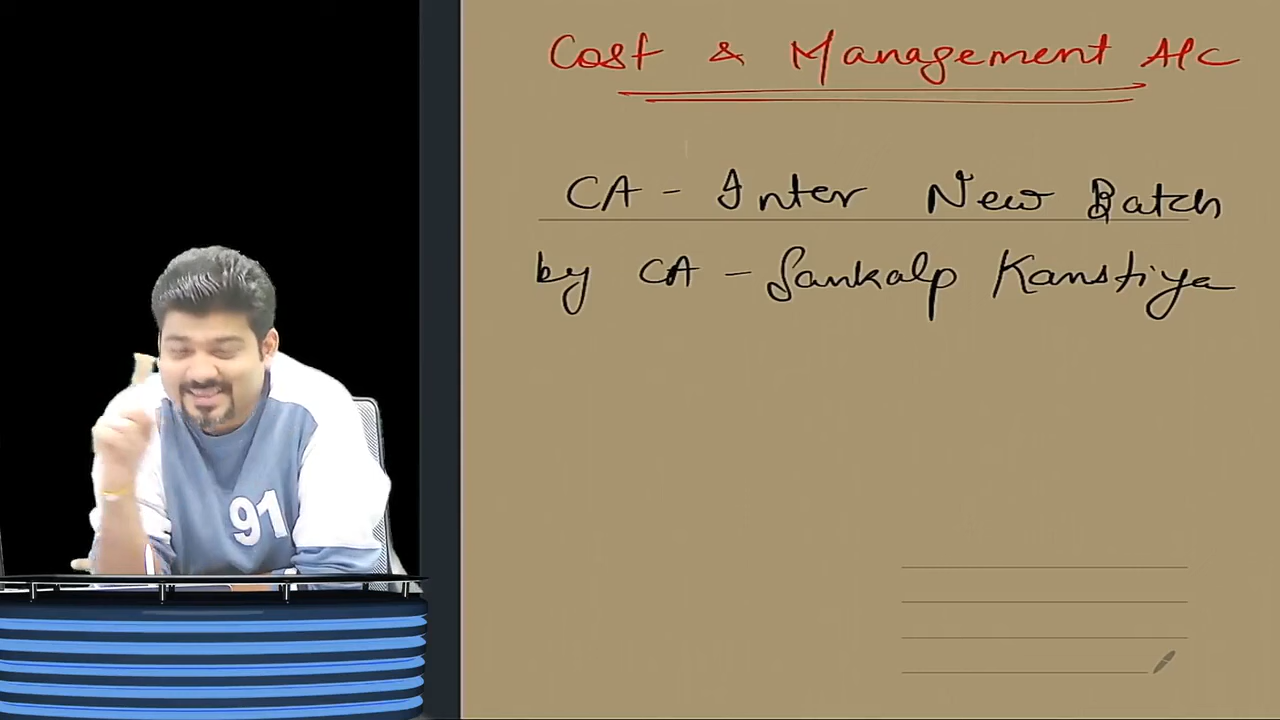 Cost & Management A/c
CA - Inter New Batch
by CA - Sankalp Kanstiya
91